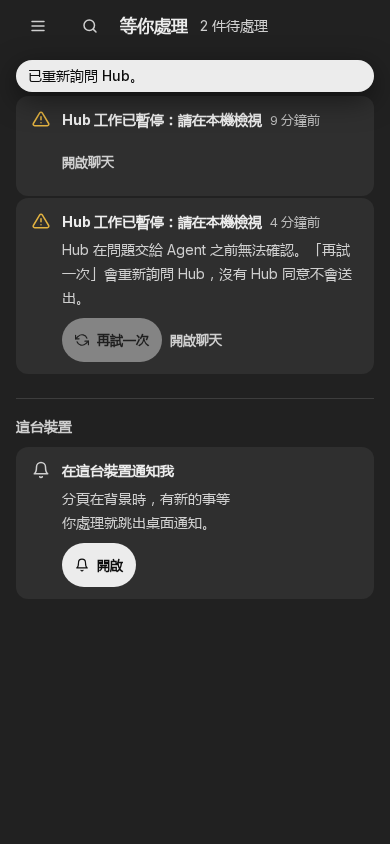 等你處理 2 件待處理
已重新詢問 Hub。
Hub 工作已暫停：請在本機檢視 9 分鐘前
開啟聊天
Hub 工作已暫停：請在本機檢視 4 分鐘前
Hub 在問題交給 Agent 之前無法確認。「再試
一次」會重新詢問 Hub，沒有 Hub 同意不會送
出。
再試一次 開啟聊天
這台裝置
在這台裝置通知我
分頁在背景時，有新的事等
你處理就跳出桌面通知。
開啟